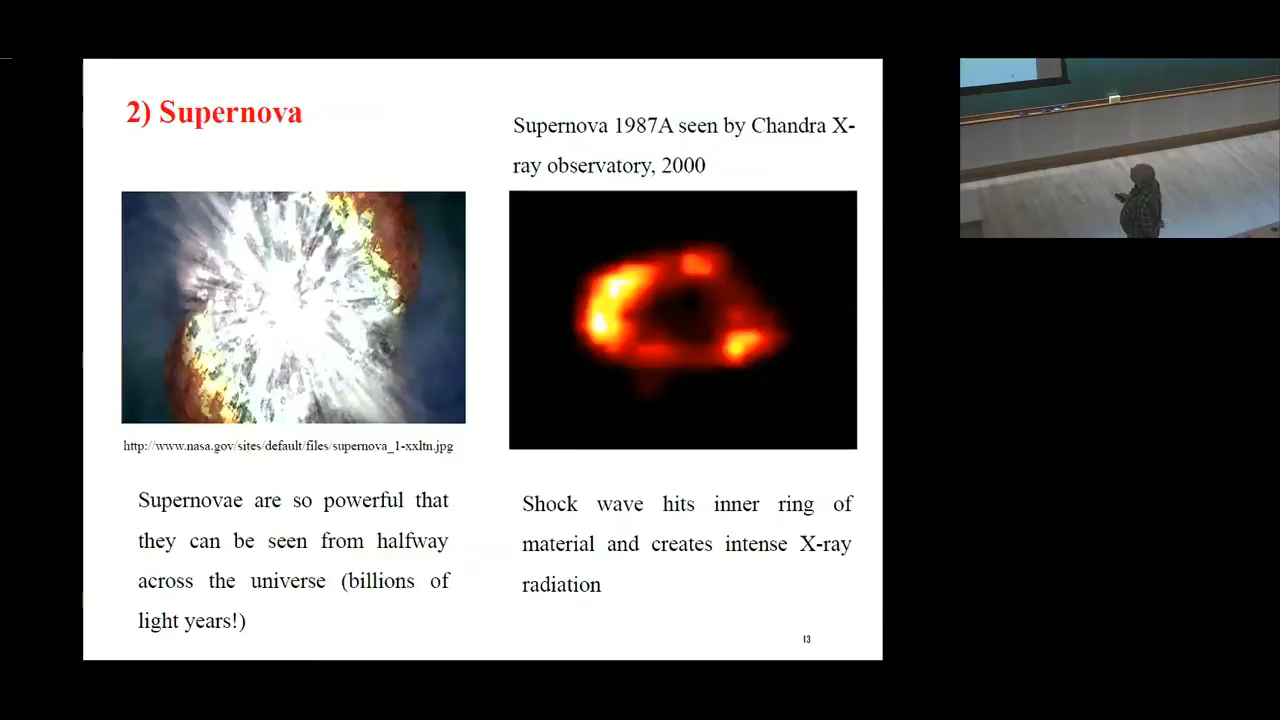 2) Supernova
Supernova 1987A seen by Chandra X-
ray observatory, 2000
http://www.nasa.gov/sites/default/files/supernova_1-xxltn.jpg
Supernovae are so powerful that
they can be seen from halfway
across the universe (billions of
light years!)
Shock wave hits inner ring of
material and creates intense X-ray
radiation
13